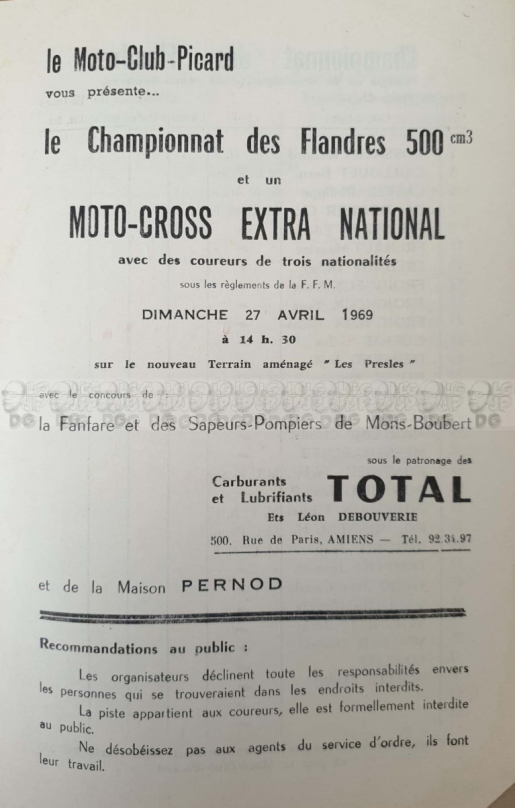 le Moto-Club-Picard
vous présente...
le Championnat des Flandres 500 cm3
et un
MOTO-CROSS EXTRA NATIONAL
avec des coureurs de trois nationalités
sous les règlements de la F. F. M.
DIMANCHE 27 AVRIL 1969
à 14 h. 30
sur le nouveau Terrain aménagé " Les Presles "
avec le concours de :
la Fanfare et des Sapeurs-Pompiers de Mons-Boubert
sous le patronage des
Carburants
et Lubrifiants TOTAL
Ets Léon DEBOUVERIE
500, Rue de Paris, AMIENS — Tél. 92.34.97
et de la Maison PERNOD
Recommandations au public :
Les organisateurs déclinent toute les responsabilités envers
les personnes qui se trouveraient dans les endroits interdits.
La piste appartient aux coureurs, elle est formellement interdite
au public.
Ne désobéissez pas aux agents du service d'ordre, ils font
leur travail.